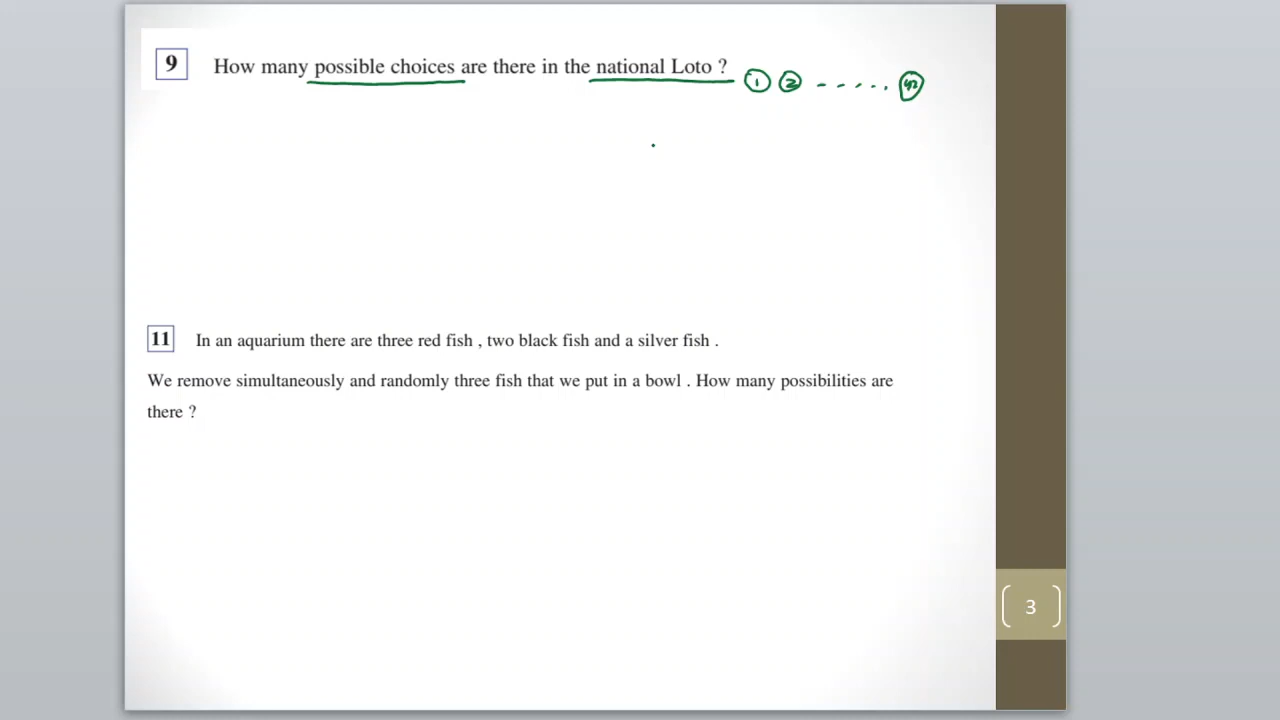 9 How many possible choices are there in the national Loto ? 1 2 - - - - . 42
11 In an aquarium there are three red fish , two black fish and a silver fish .
We remove simultaneously and randomly three fish that we put in a bowl . How many possibilities are
there ?
3